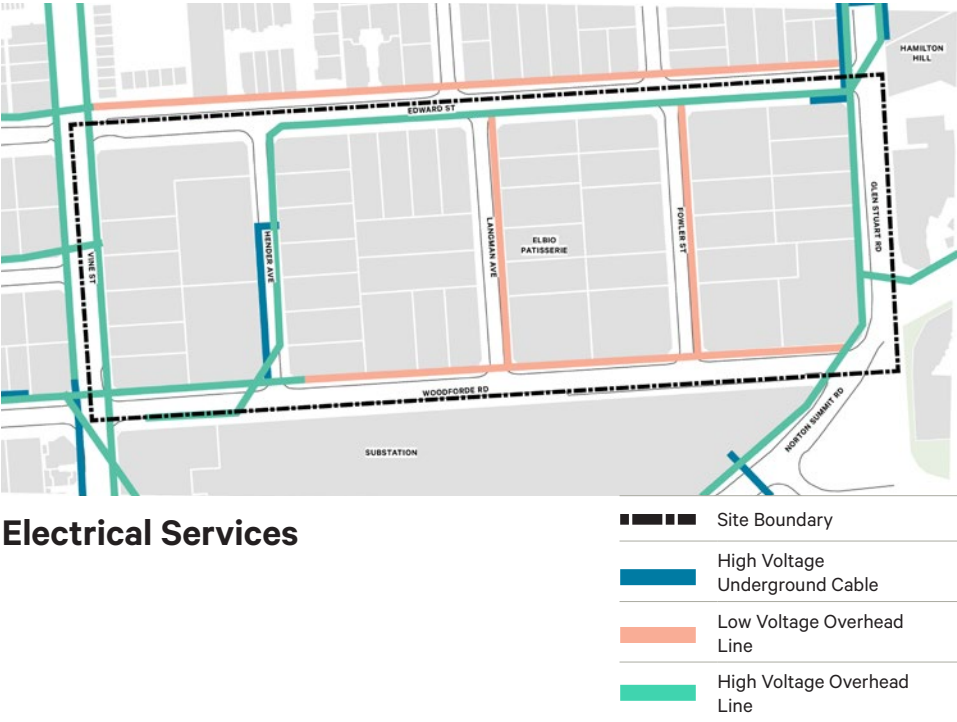 HAMILTON
HILL
EDWARD ST
GLEN STUART RD
FOWLER ST
LANGMAN AVE
HENDER AVE
VINE ST
ELBIO
PATISSERIE
WOODFORDE RD
NORTON SUMMIT RD
SUBSTATION
Electrical Services
Site Boundary
High Voltage
Underground Cable
Low Voltage Overhead
Line
High Voltage Overhead
Line